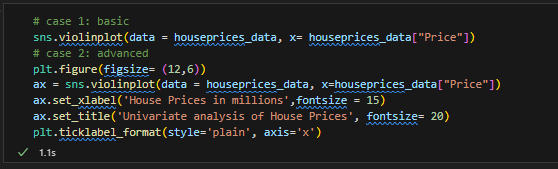 # case 1: basic
sns.violinplot(data = houseprices_data, x= houseprices_data["Price"])
# case 2: advanced
plt.figure(figsize= (12,6))
ax = sns.violinplot(data = houseprices_data, x=houseprices_data["Price"])
ax.set_xlabel('House Prices in millions',fontsize = 15)
ax.set_title('Univariate analysis of House Prices', fontsize= 20)
plt.ticklabel_format(style='plain', axis='x')
1.1s